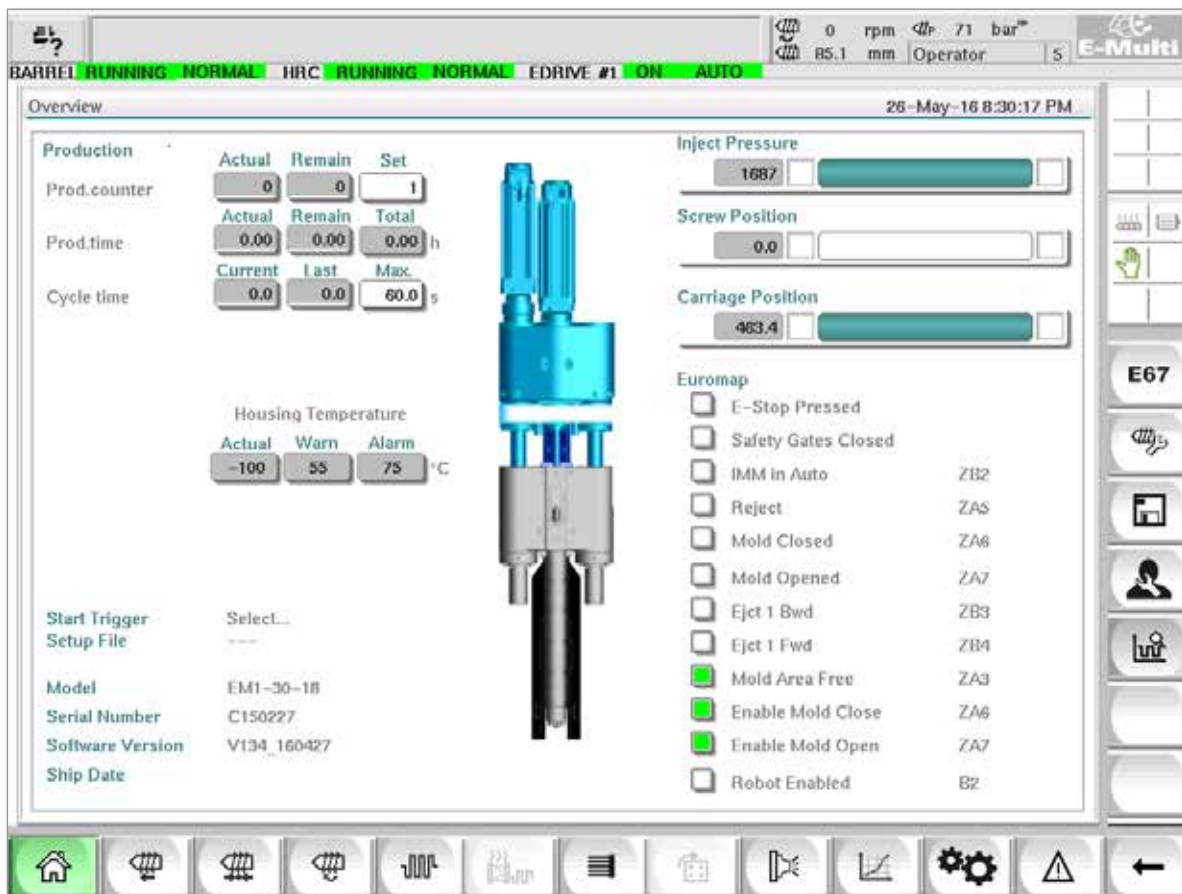 0 rpm P 71 bar
85.1 mm Operator 5
E-Multi
BARREL RUNNING NORMAL HRC RUNNING NORMAL EDRIVE #1 ON AUTO
Overview 26-May-16 8:30:17 PM
Production
Actual Remain Set
Prod.counter 0 0 1
Actual Remain Total
Prod.time 0.00 0.00 0.00 h
Current Last Max.
Cycle time 0.0 0.0 60.0 s
Housing Temperature
Actual Warn Alarm
-100 55 75 °C
Start Trigger Select...
Setup File ---
Model EM1-30-18
Serial Number C150227
Software Version V134_160427
Ship Date
Inject Pressure
1687
Screw Position
0.0
Carriage Position
463.4
Euromap
E-Stop Pressed
Safety Gates Closed
IMM in Auto ZB2
Reject ZA5
Mold Closed ZA6
Mold Opened ZA7
Ejct 1 Bwd ZB3
Ejct 1 Fwd ZB4
Mold Area Free ZA3
Enable Mold Close ZA6
Enable Mold Open ZA7
Robot Enabled B2
E67